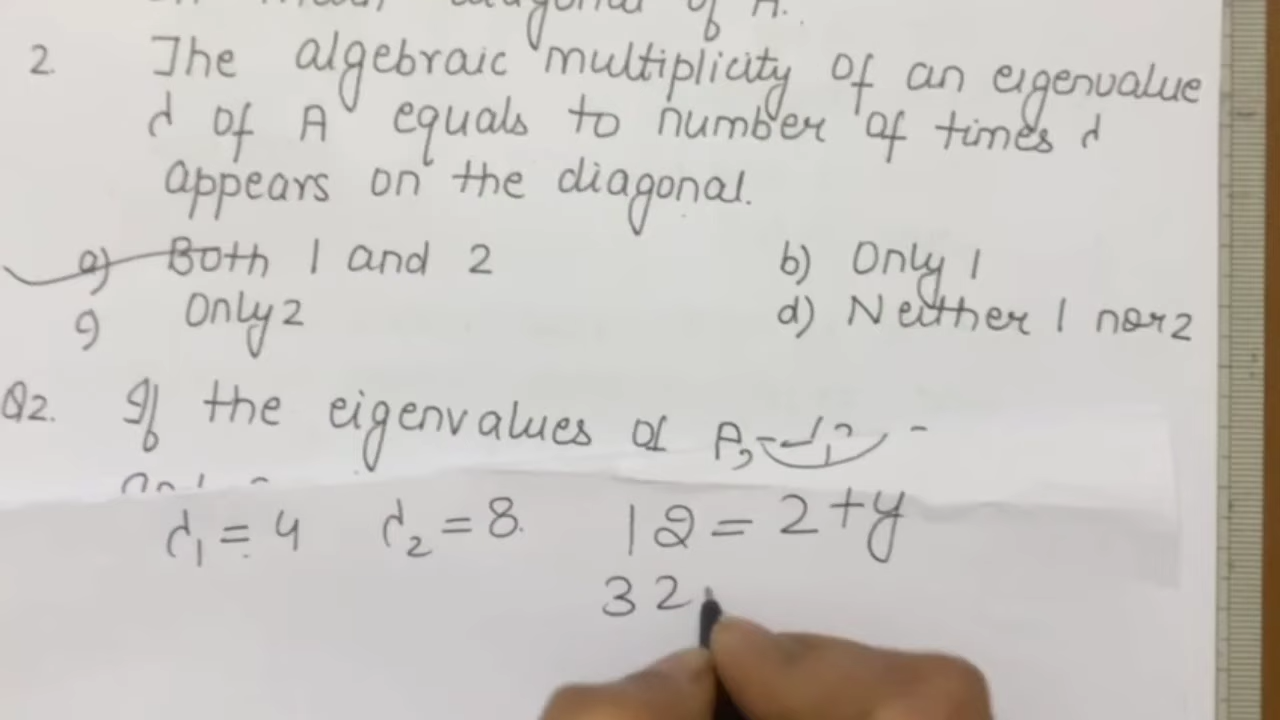 of A.
2. The algebraic multiplicity of an eigenvalue
λ of A equals to number of times λ
appears on the diagonal.
a) Both 1 and 2 b) Only 1
c) Only 2 d) Neither 1 nor 2
Q2. If the eigenvalues of A,
λ₁ = 4 λ₂ = 8. 12 = 2+y
32